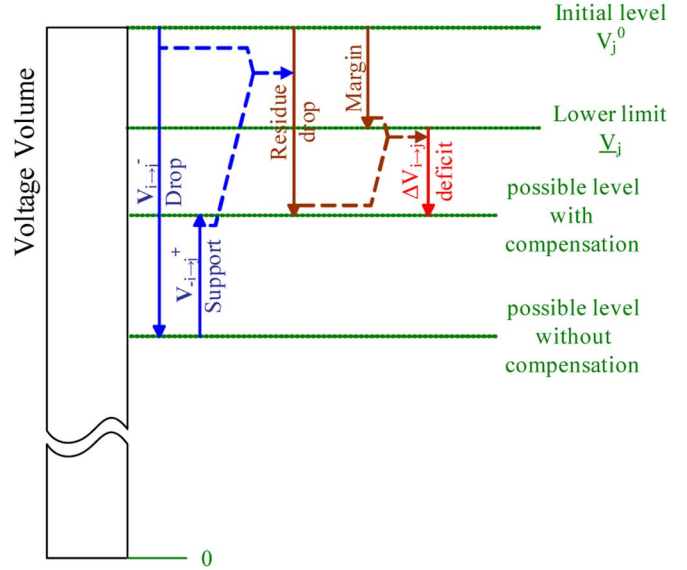 Initial level
V_j^0
Voltage Volume
V_{i→j}^-
Drop
V_{-i→j}^+
Support
Residue
drop
Margin
ΔV_{i→j}
deficit
Lower limit
V̲_j
possible level
with
compensation
possible level
without
compensation
0